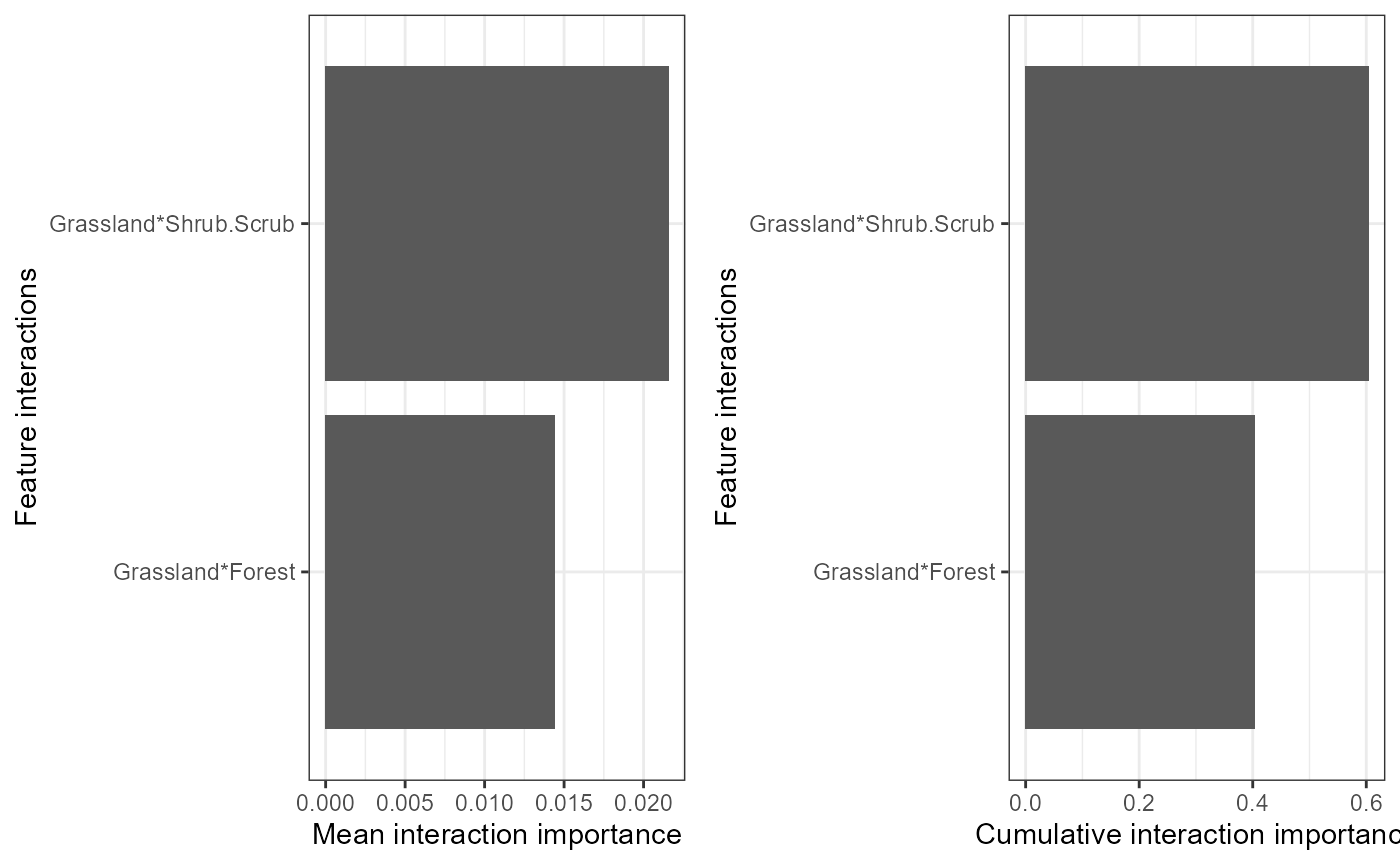 Feature interactions
Grassland*Shrub.Scrub
Grassland*Forest
0.000 0.005 0.010 0.015 0.020
Mean interaction importance
Feature interactions
Grassland*Shrub.Scrub
Grassland*Forest
0.0 0.2 0.4 0.6
Cumulative interaction importanc